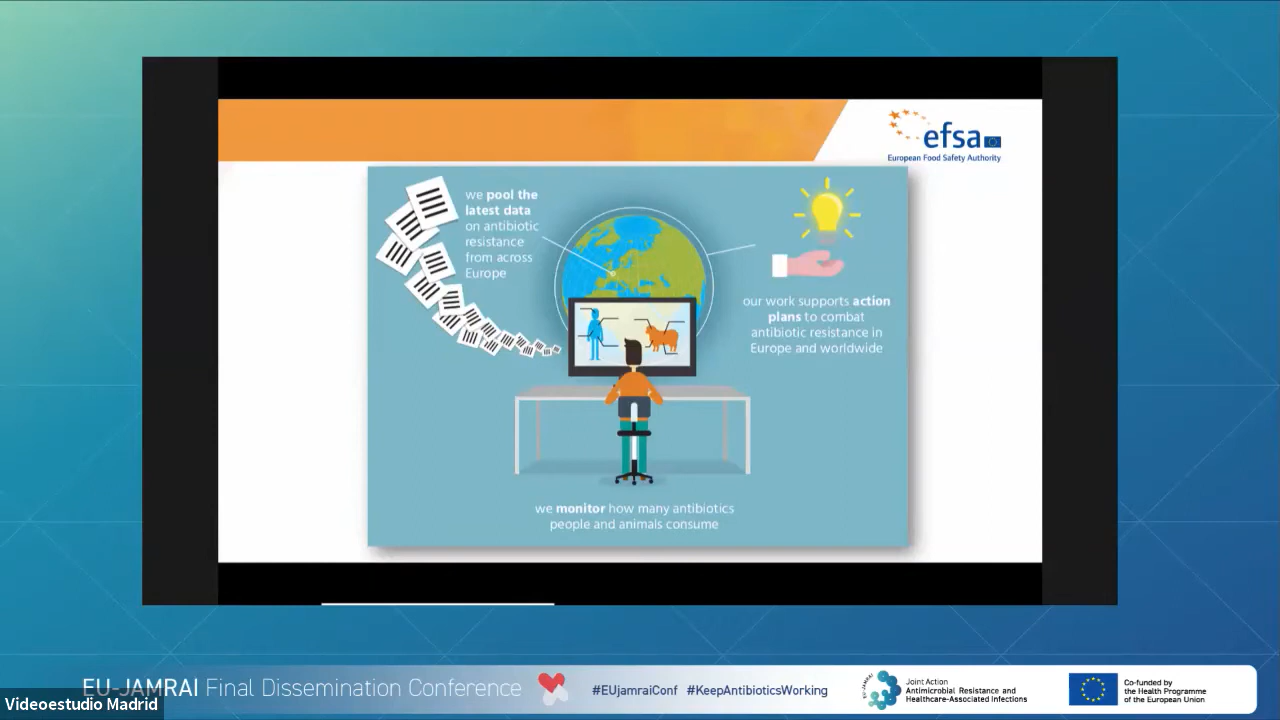 efsa
European Food Safety Authority
we pool the
latest data
on antibiotic
resistance
from across
Europe
our work supports action
plans to combat
antibiotic resistance in
Europe and worldwide
we monitor how many antibiotics
people and animals consume
EU-JAMRAI Final Dissemination Conference
#EUjamraiConf #KeepAntibioticsWorking
EU-JAMRAI
Joint Action
Antimicrobial Resistance and
Healthcare-Associated Infections
Co-funded by
the Health Programme
of the European Union
Videoestudio Madrid